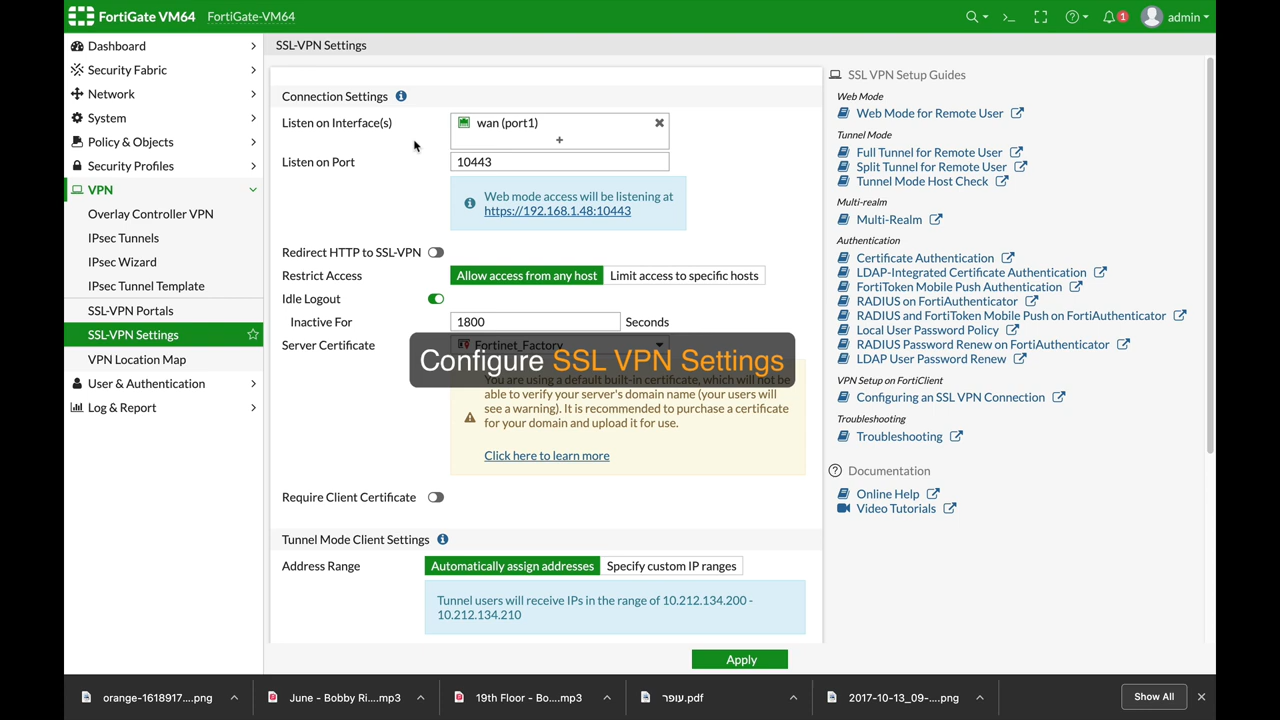 FortiGate VM64 FortiGate-VM64 1 admin
Dashboard
Security Fabric
Network
System
Policy & Objects
Security Profiles
VPN
Overlay Controller VPN
IPsec Tunnels
IPsec Wizard
IPsec Tunnel Template
SSL-VPN Portals
SSL-VPN Settings
VPN Location Map
User & Authentication
Log & Report
SSL-VPN Settings
Connection Settings
Listen on Interface(s) wan (port1)
+
Listen on Port 10443
Web mode access will be listening at
https://192.168.1.48:10443
Redirect HTTP to SSL-VPN
Restrict Access Allow access from any host Limit access to specific hosts
Idle Logout
Inactive For 1800 Seconds
Server Certificate Fortinet_Factory
Configure SSL VPN Settings
You are using a default built-in certificate, which will not be
able to verify your server's domain name (your users will
see a warning). It is recommended to purchase a certificate
for your domain and upload it for use.
Click here to learn more
Require Client Certificate
Tunnel Mode Client Settings
Address Range Automatically assign addresses Specify custom IP ranges
Tunnel users will receive IPs in the range of 10.212.134.200 -
10.212.134.210
Apply
SSL VPN Setup Guides
Web Mode
Web Mode for Remote User
Tunnel Mode
Full Tunnel for Remote User
Split Tunnel for Remote User
Tunnel Mode Host Check
Multi-realm
Multi-Realm
Authentication
Certificate Authentication
LDAP-Integrated Certificate Authentication
FortiToken Mobile Push Authentication
RADIUS on FortiAuthenticator
RADIUS and FortiToken Mobile Push on FortiAuthenticator
Local User Password Policy
RADIUS Password Renew on FortiAuthenticator
LDAP User Password Renew
VPN Setup on FortiClient
Configuring an SSL VPN Connection
Troubleshooting
Troubleshooting
Documentation
Online Help
Video Tutorials
orange-1618917....png June - Bobby Ri....mp3 19th Floor - Bo....mp3 עופר.pdf 2017-10-13_09-....png Show All